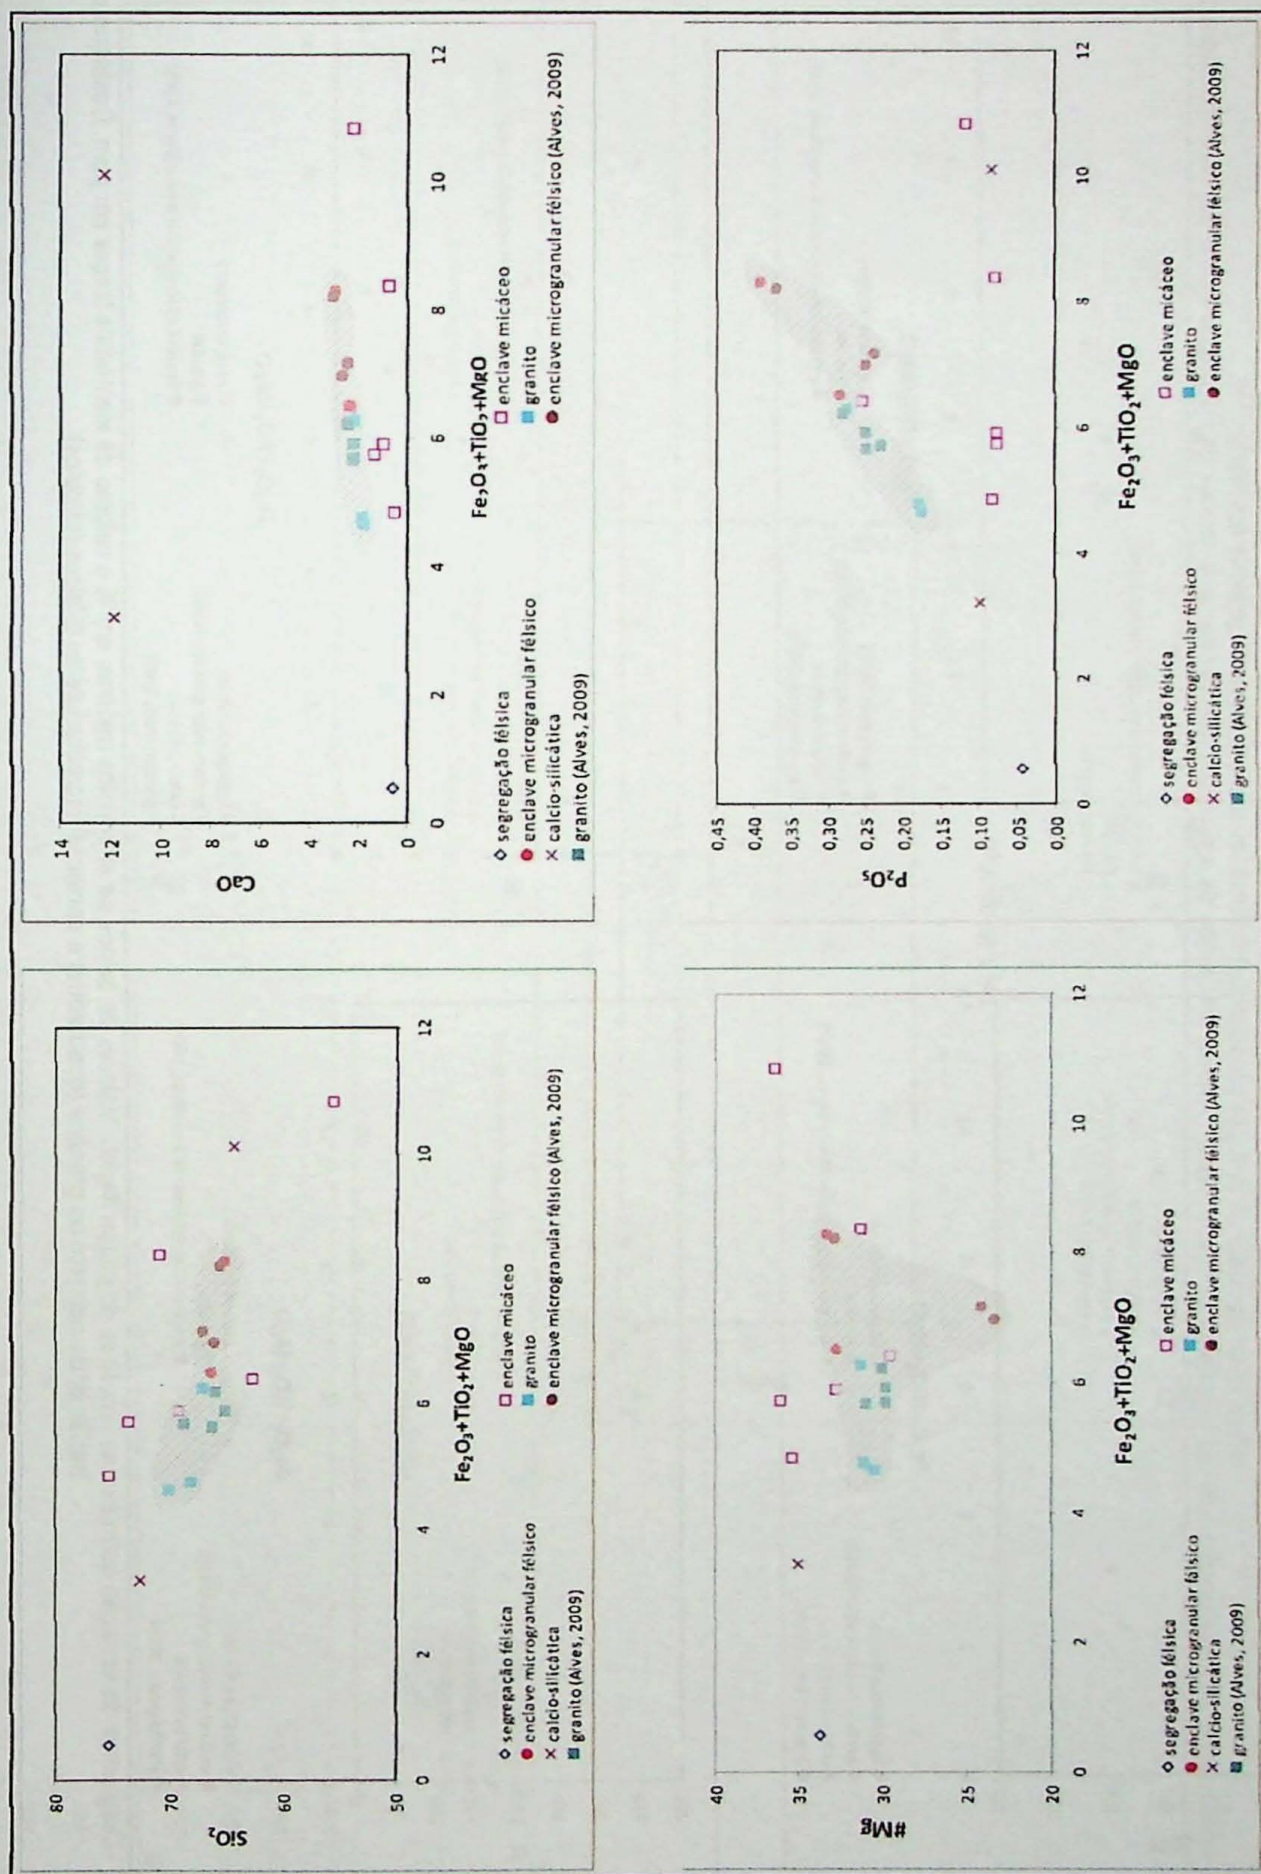 80
70
60
50
SiO₂
0 2 4 6 8 10 12
Fe₂O₃+TiO₂+MgO
◇ segregação félsica
□ enclave micáceo
● enclave microgranular félsico
■ granito
× calcio-silicática
● enclave microgranular félsico (Alves, 2009)
■ granito (Alves, 2009)
14
12
10
8
6
4
2
0
CaO
0 2 4 6 8 10 12
Fe₂O₃+TiO₂+MgO
◇ segregação félsica
□ enclave micáceo
● enclave microgranular félsico
■ granito
× calcio-silicática
● enclave microgranular félsico (Alves, 2009)
■ granito (Alves, 2009)
40
35
30
25
20
#Mg
0 2 4 6 8 10 12
Fe₂O₃+TiO₂+MgO
◇ segregação félsica
□ enclave micáceo
● enclave microgranular félsico
■ granito
× calcio-silicática
● enclave microgranular félsico (Alves, 2009)
■ granito (Alves, 2009)
0,45
0,40
0,35
0,30
0,25
0,20
0,15
0,10
0,05
0,00
P₂O₅
0 2 4 6 8 10 12
Fe₂O₃+TiO₂+MgO
◇ segregação félsica
□ enclave micáceo
● enclave microgranular félsico
■ granito
× calcio-silicática
● enclave microgranular félsico (Alves, 2009)
■ granito (Alves, 2009)